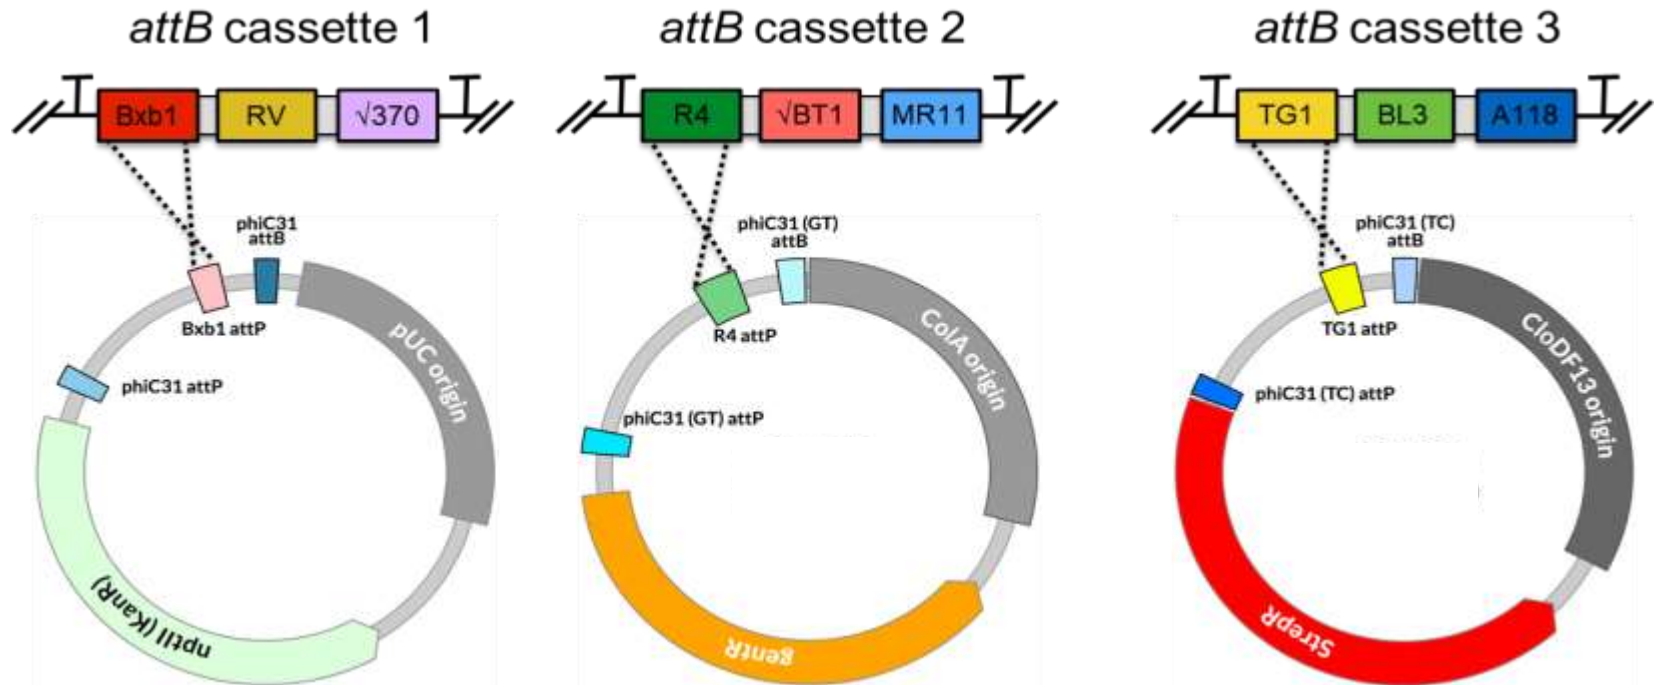 attB cassette 1
attB cassette 2
attB cassette 3
Bxb1
RV
√370
R4
√BT1
MR11
TG1
BL3
A118
phiC31
attB
Bxb1 attP
phiC31 attP
pUC origin
nptII (KanR)
phiC31 (GT)
attB
R4 attP
phiC31 (GT) attP
ColA origin
gentR
phiC31 (TC)
attB
TG1 attP
phiC31 (TC) attP
CloDF13 origin
StrepR